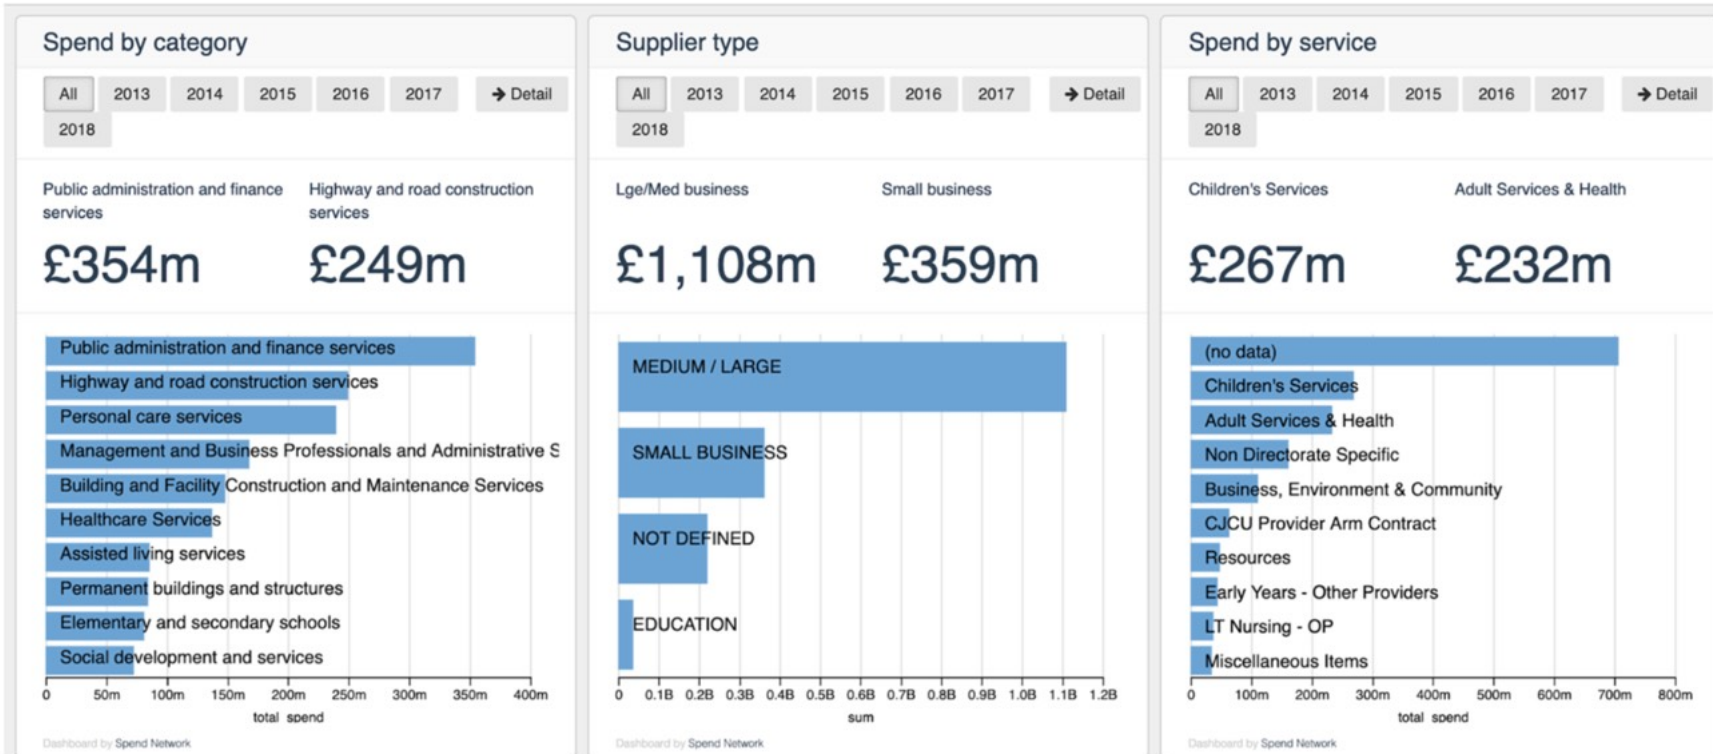 Spend by category
All 2013 2014 2015 2016 2017 → Detail
2018
Public administration and finance
services
Highway and road construction
services
£354m £249m
Public administration and finance services
Highway and road construction services
Personal care services
Management and Business Professionals and Administrative S
Building and Facility Construction and Maintenance Services
Healthcare Services
Assisted living services
Permanent buildings and structures
Elementary and secondary schools
Social development and services
0 50m 100m 150m 200m 250m 300m 350m 400m
total spend
Dashboard by Spend Network
Supplier type
All 2013 2014 2015 2016 2017 → Detail
2018
Lge/Med business Small business
£1,108m £359m
MEDIUM / LARGE
SMALL BUSINESS
NOT DEFINED
EDUCATION
0 0.1B 0.2B 0.3B 0.4B 0.5B 0.6B 0.7B 0.8B 0.9B 1.0B 1.1B 1.2B
sum
Dashboard by Spend Network
Spend by service
All 2013 2014 2015 2016 2017 → Detail
2018
Children's Services Adult Services & Health
£267m £232m
(no data)
Children's Services
Adult Services & Health
Non Directorate Specific
Business, Environment & Community
CJCU Provider Arm Contract
Resources
Early Years - Other Providers
LT Nursing - OP
Miscellaneous Items
0 100m 200m 300m 400m 500m 600m 700m 800m
total spend
Dashboard by Spend Network